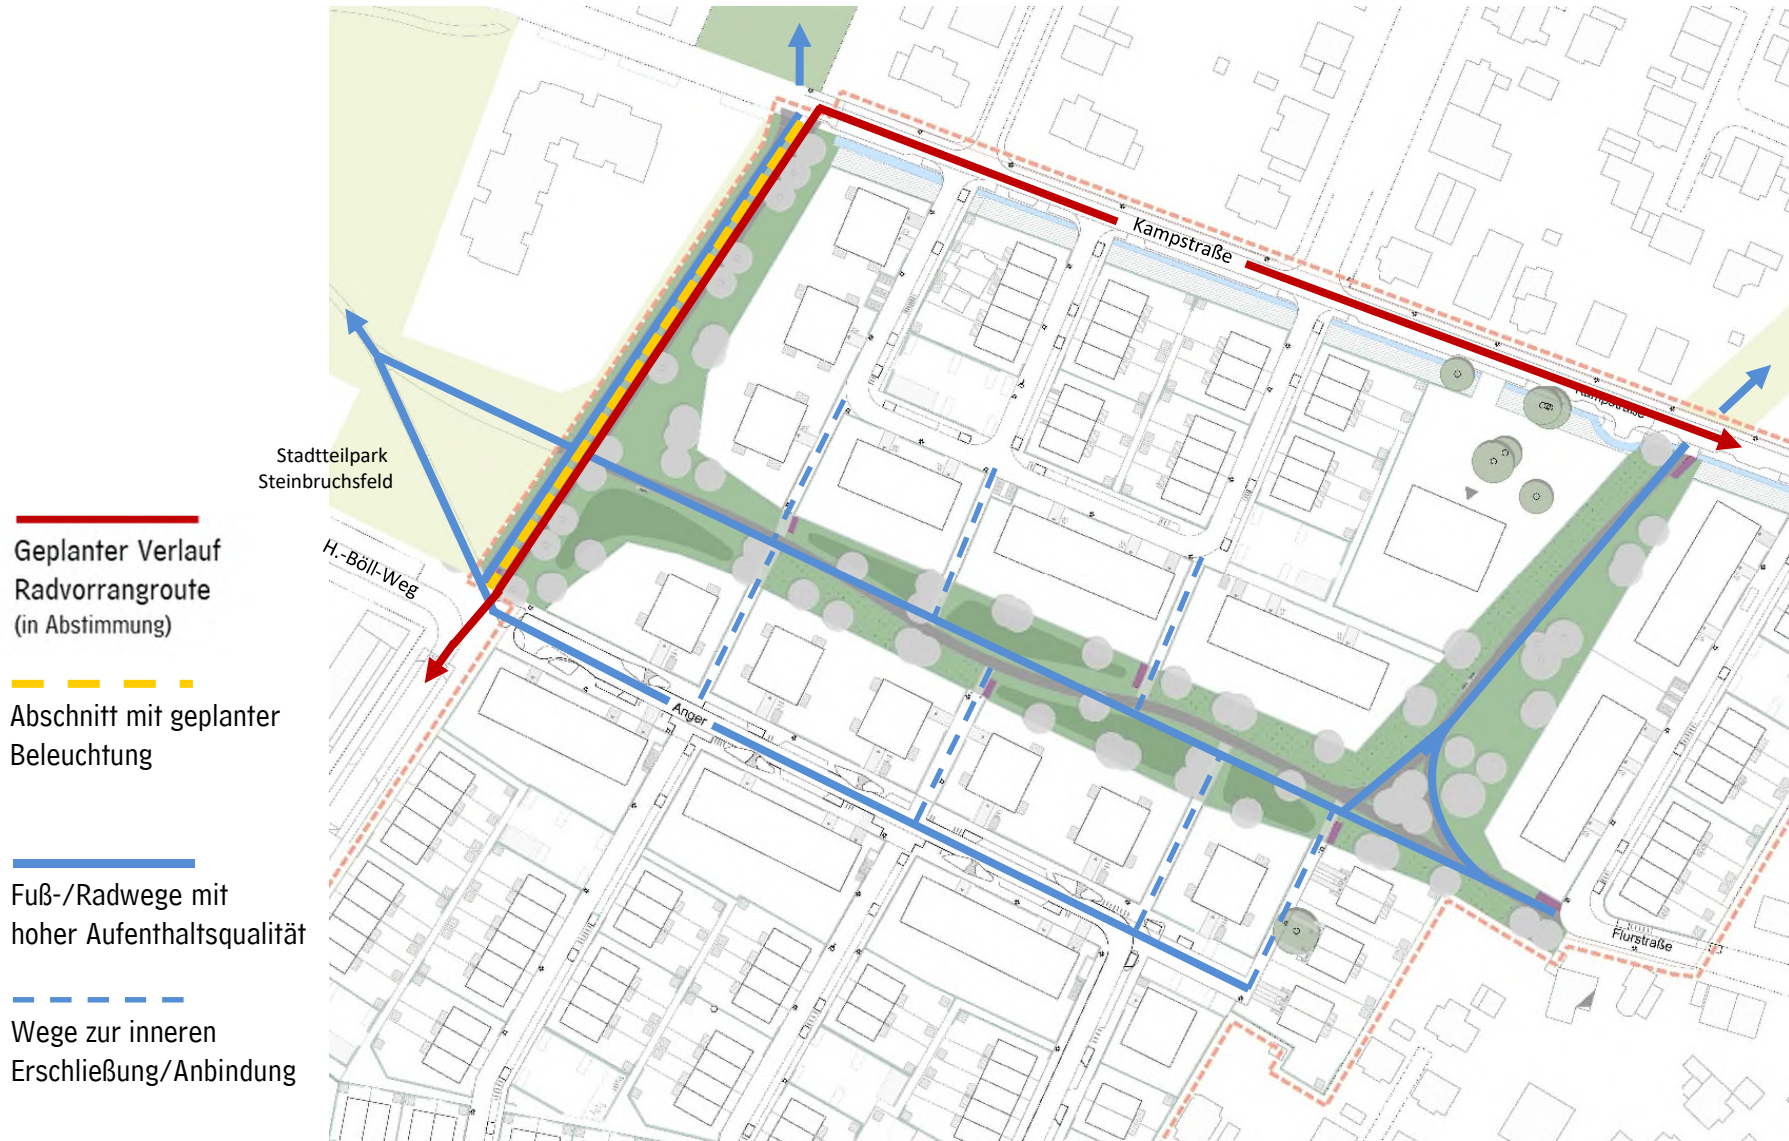 Kampstraße
Kampstraße
Stadtteilpark
Steinbruchsfeld
H.-Böll-Weg
Anger
Flurstraße
Geplanter Verlauf
Radvorrangroute
(in Abstimmung)
Abschnitt mit geplanter
Beleuchtung
Fuß-/Radwege mit
hoher Aufenthaltsqualität
Wege zur inneren
Erschließung/Anbindung